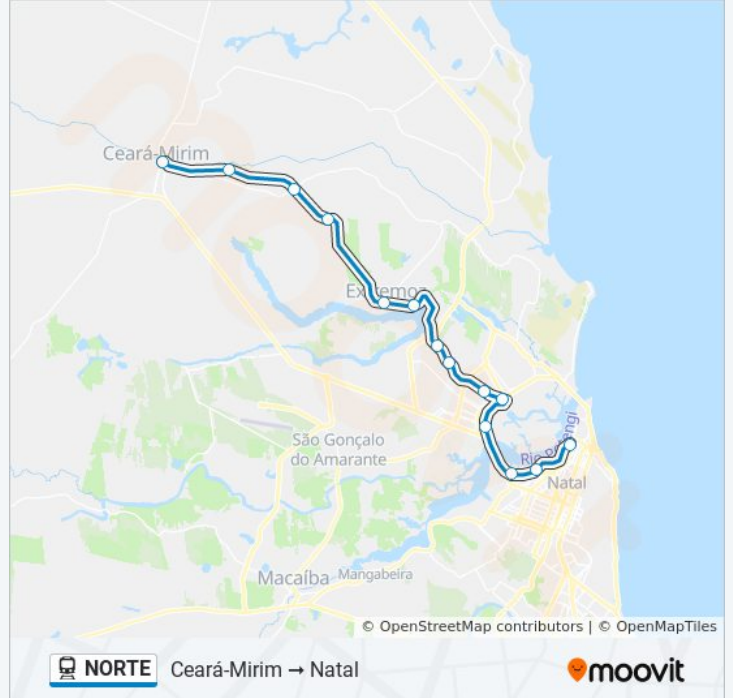 Ceará-Mirim
Extremoz
São Gonçalo
do Amarante
Rio Potengi
Natal
Macaíba
Mangabeira
© OpenStreetMap contributors | © OpenMapTiles
NORTE
Ceará-Mirim → Natal
moovit